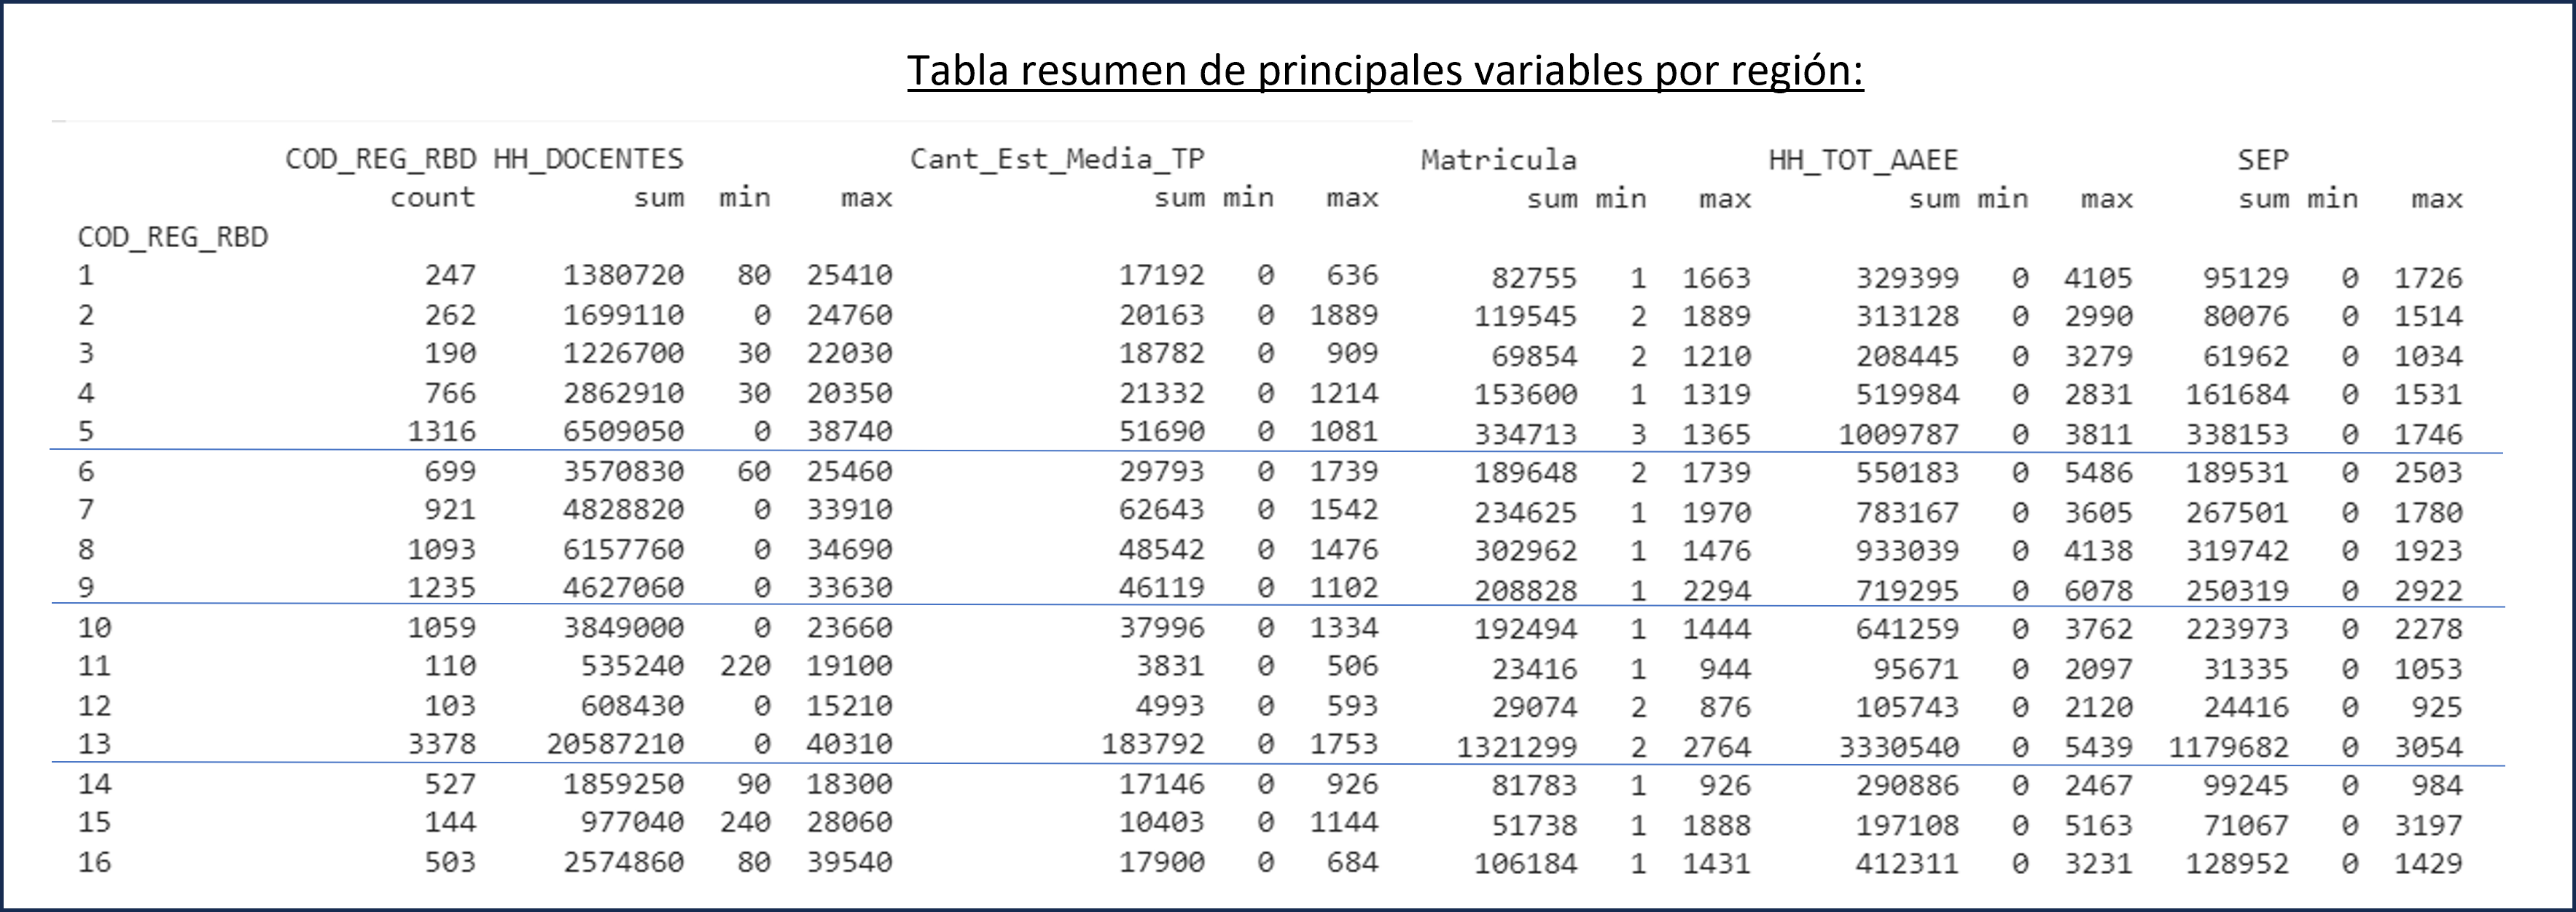 Tabla resumen de principales variables por región:
COD_REG_RBD HH_DOCENTES Cant_Est_Media_TP Matricula HH_TOT_AAEE SEP
count sum min max sum min max sum min max sum min max sum min max
COD_REG_RBD
1 247 1380720 80 25410 17192 0 636 82755 1 1663 329399 0 4105 95129 0 1726
2 262 1699110 0 24760 20163 0 1889 119545 2 1889 313128 0 2990 80076 0 1514
3 190 1226700 30 22030 18782 0 909 69854 2 1210 208445 0 3279 61962 0 1034
4 766 2862910 30 20350 21332 0 1214 153600 1 1319 519984 0 2831 161684 0 1531
5 1316 6509050 0 38740 51690 0 1081 334713 3 1365 1009787 0 3811 338153 0 1746
6 699 3570830 60 25460 29793 0 1739 189648 2 1739 550183 0 5486 189531 0 2503
7 921 4828820 0 33910 62643 0 1542 234625 1 1970 783167 0 3605 267501 0 1780
8 1093 6157760 0 34690 48542 0 1476 302962 1 1476 933039 0 4138 319742 0 1923
9 1235 4627060 0 33630 46119 0 1102 208828 1 2294 719295 0 6078 250319 0 2922
10 1059 3849000 0 23660 37996 0 1334 192494 1 1444 641259 0 3762 223973 0 2278
11 110 535240 220 19100 3831 0 506 23416 1 944 95671 0 2097 31335 0 1053
12 103 608430 0 15210 4993 0 593 29074 2 876 105743 0 2120 24416 0 925
13 3378 20587210 0 40310 183792 0 1753 1321299 2 2764 3330540 0 5439 1179682 0 3054
14 527 1859250 90 18300 17146 0 926 81783 1 926 290886 0 2467 99245 0 984
15 144 977040 240 28060 10403 0 1144 51738 1 1888 197108 0 5163 71067 0 3197
16 503 2574860 80 39540 17900 0 684 106184 1 1431 412311 0 3231 128952 0 1429